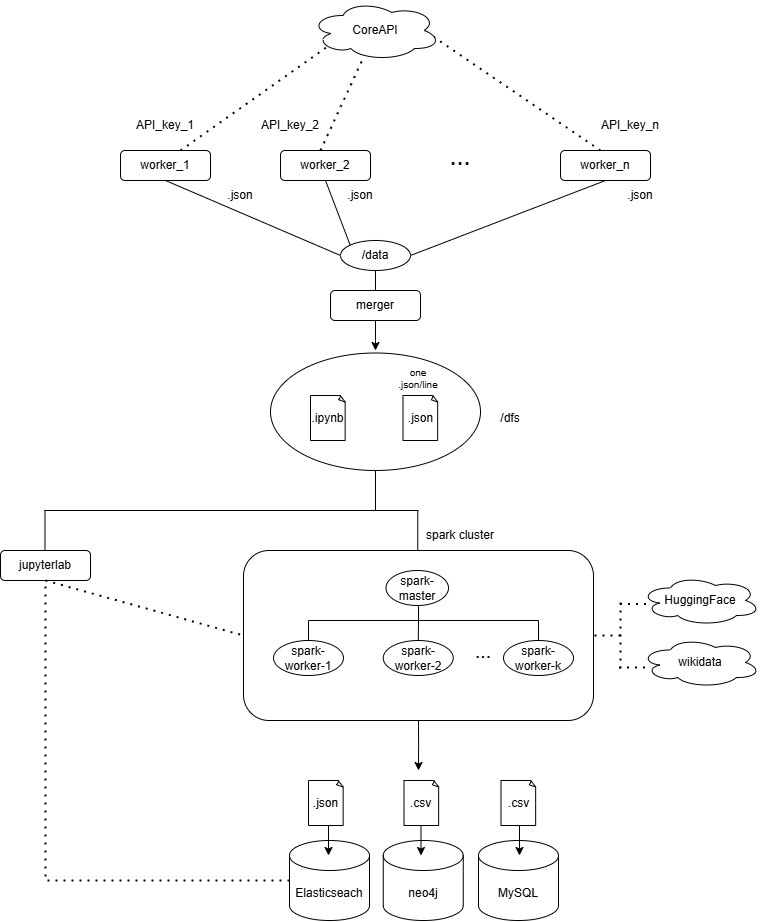 CoreAPI
API_key_1
API_key_2
API_key_n
worker_1
worker_2
...
worker_n
.json
.json
.json
/data
merger
one
.json/line
.ipynb
.json
/dfs
spark cluster
jupyterlab
spark-
master
HuggingFace
spark-
worker-1
spark-
worker-2
...
spark-
worker-k
wikidata
.json
.csv
.csv
Elasticseach
neo4j
MySQL